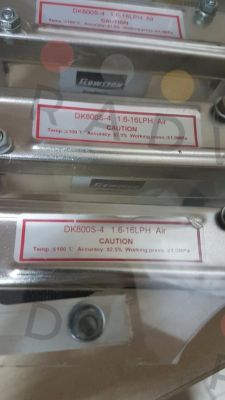 DK800S-4 1.6-16LPH Air
CAUTION
Flowtech
DK800S-4 1.6-16LPH Air
CAUTION
Temp.:≤100℃ Accuracy: ±2.5% Working press.:≤1.0MPa
DK800S-4 1.6-16LPH Air
CAUTION
Temp.:≤100℃ Accuracy: ±2.5% Working press.:≤1.0MPa